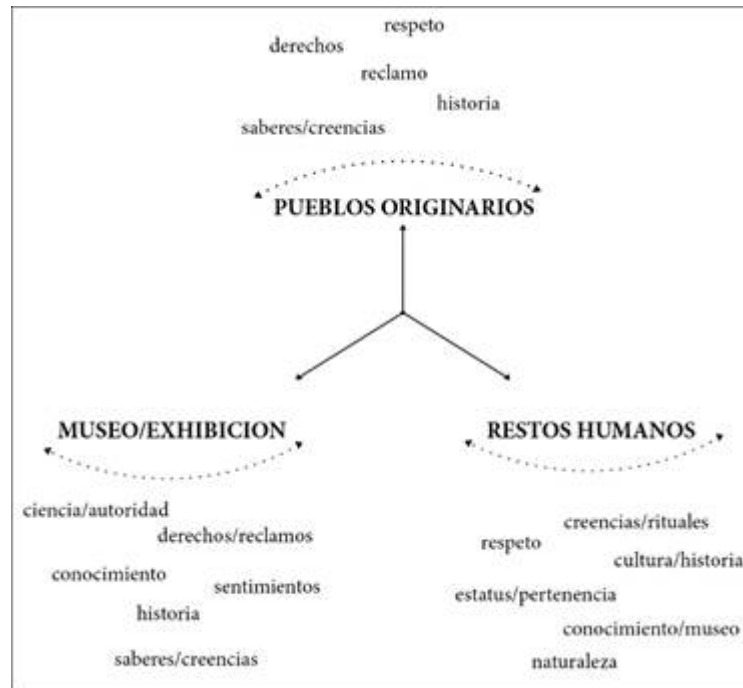 respeto
derechos
reclamo
historia
saberes/creencias
PUEBLOS ORIGINARIOS
MUSEO/EXHIBICION
ciencia/autoridad
derechos/reclamos
conocimiento
sentimientos
historia
saberes/creencias
RESTOS HUMANOS
creencias/rituales
respeto
cultura/historia
estatus/pertenencia
conocimiento/museo
naturaleza